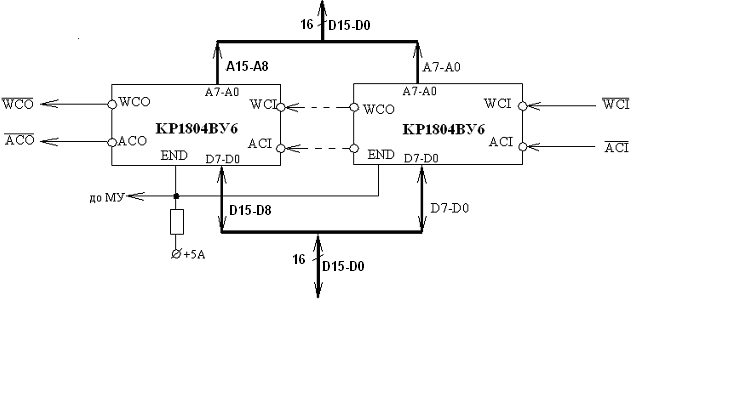 16 D15-D0
A15-A8 A7-A0
A7-A0 A7-A0
WCO WCO WCI WCO WCI WCI
КР1804ВУ6 КР1804ВУ6
ACO ACO ACI ACI ACI
END D7-D0 END D7-D0
до МУ
D15-D8 D7-D0
+5А
16 D15-D0